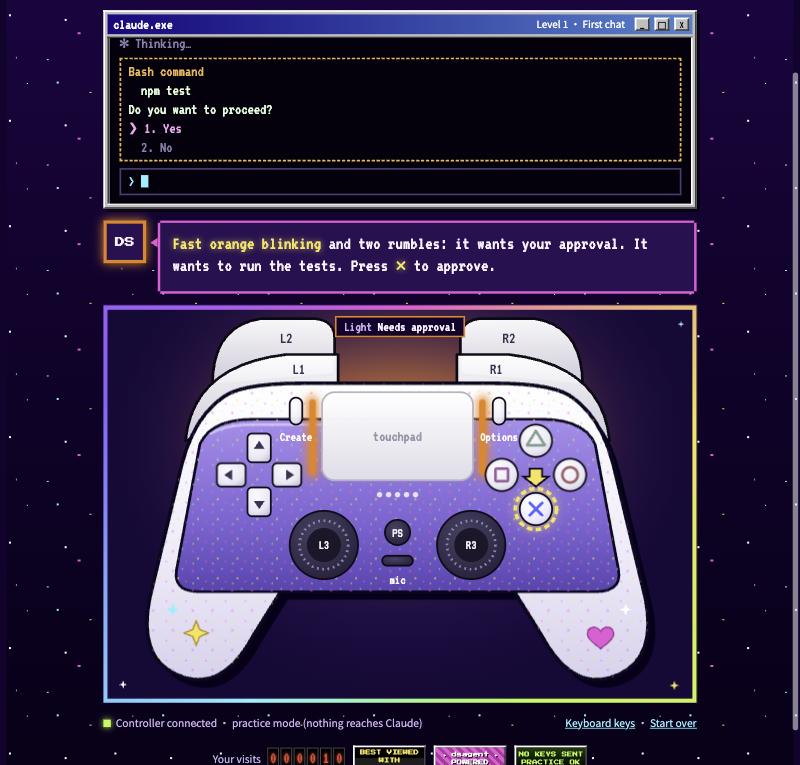 claude.exe
Level 1 • First chat
✻ Thinking…
Bash command
npm test
Do you want to proceed?
❯ 1. Yes
2. No
❯
DS
Fast orange blinking and two rumbles: it wants your approval. It
wants to run the tests. Press ✕ to approve.
Light Needs approval
L2
R2
L1
R1
Create
touchpad
Options
L3
PS
R3
mic
Controller connected • practice mode (nothing reaches Claude)
Keyboard keys • Start over
Your visits
000010
BEST VIEWED
WITH
dsagent
POWERED
NO KEYS SENT
PRACTICE OK